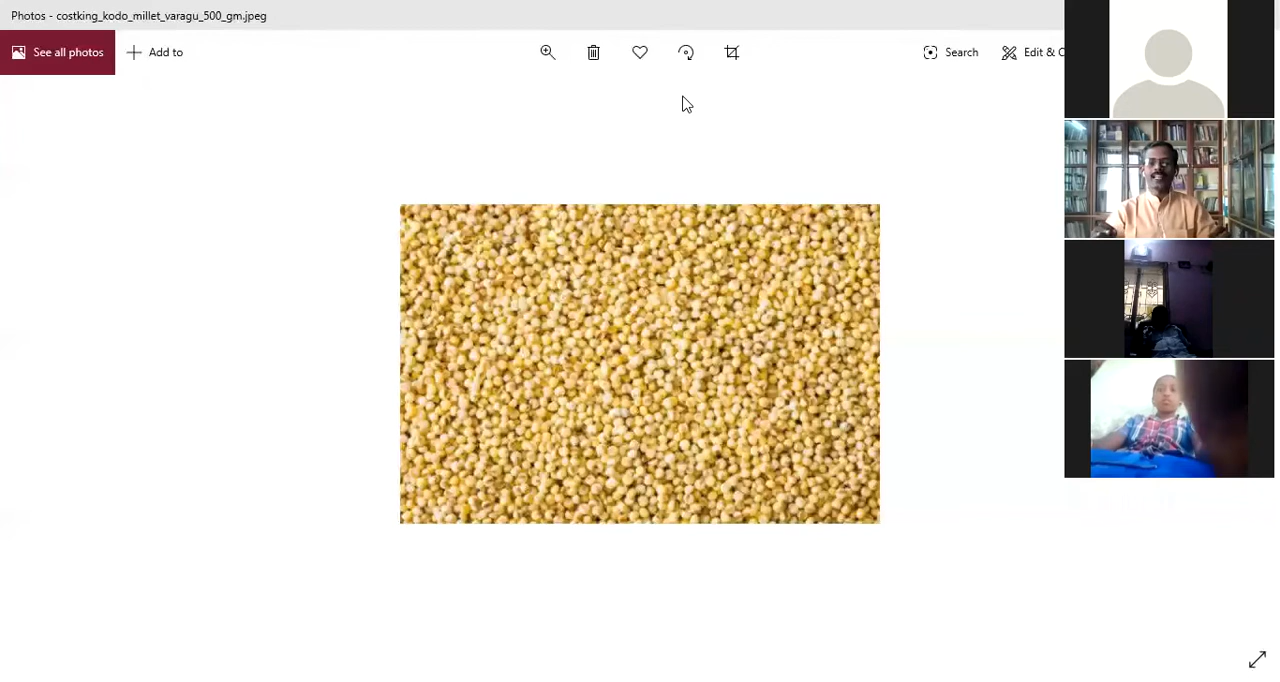 Photos - costking_kodo_millet_varagu_500_gm.jpeg
See all photos
Add to
Search
Edit & C